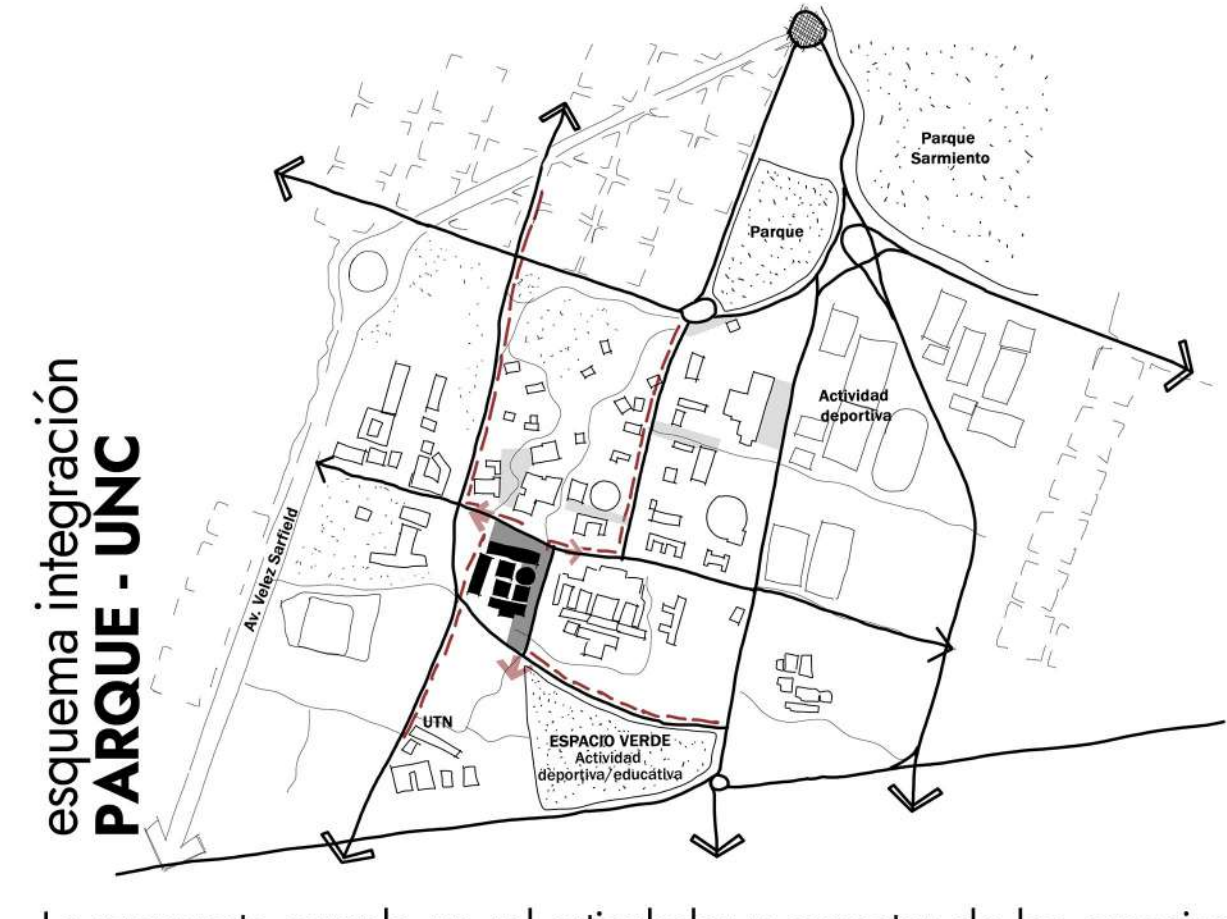 esquema integración
PARQUE - UNC
Parque
Sarmiento
Parque
Actividad
deportiva
Av. Velez Sarfield
UTN
ESPACIO VERDE
Actividad
deportiva/educativa